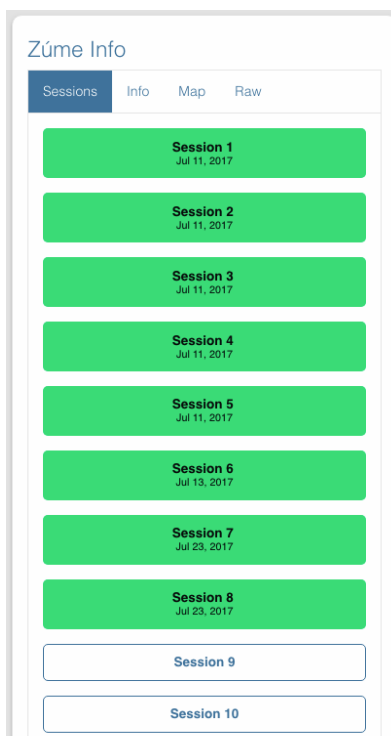 Zúme Info
Sessions Info Map Raw
Session 1
Jul 11, 2017
Session 2
Jul 11, 2017
Session 3
Jul 11, 2017
Session 4
Jul 11, 2017
Session 5
Jul 11, 2017
Session 6
Jul 13, 2017
Session 7
Jul 23, 2017
Session 8
Jul 23, 2017
Session 9
Session 10